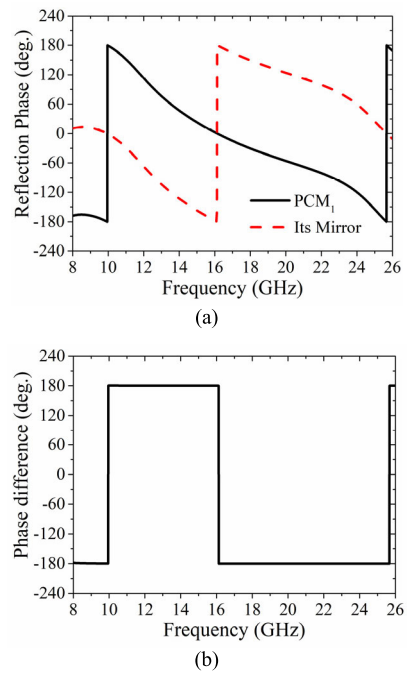 240
180
120
60
0
-60
-120
-180
-240
Reflection Phase (deg.)
PCM₁
Its Mirror
8 10 12 14 16 18 20 22 24 26
Frequency (GHz)
(a)
240
180
120
60
0
-60
-120
-180
-240
Phase difference (deg.)
8 10 12 14 16 18 20 22 24 26
Frequency (GHz)
(b)